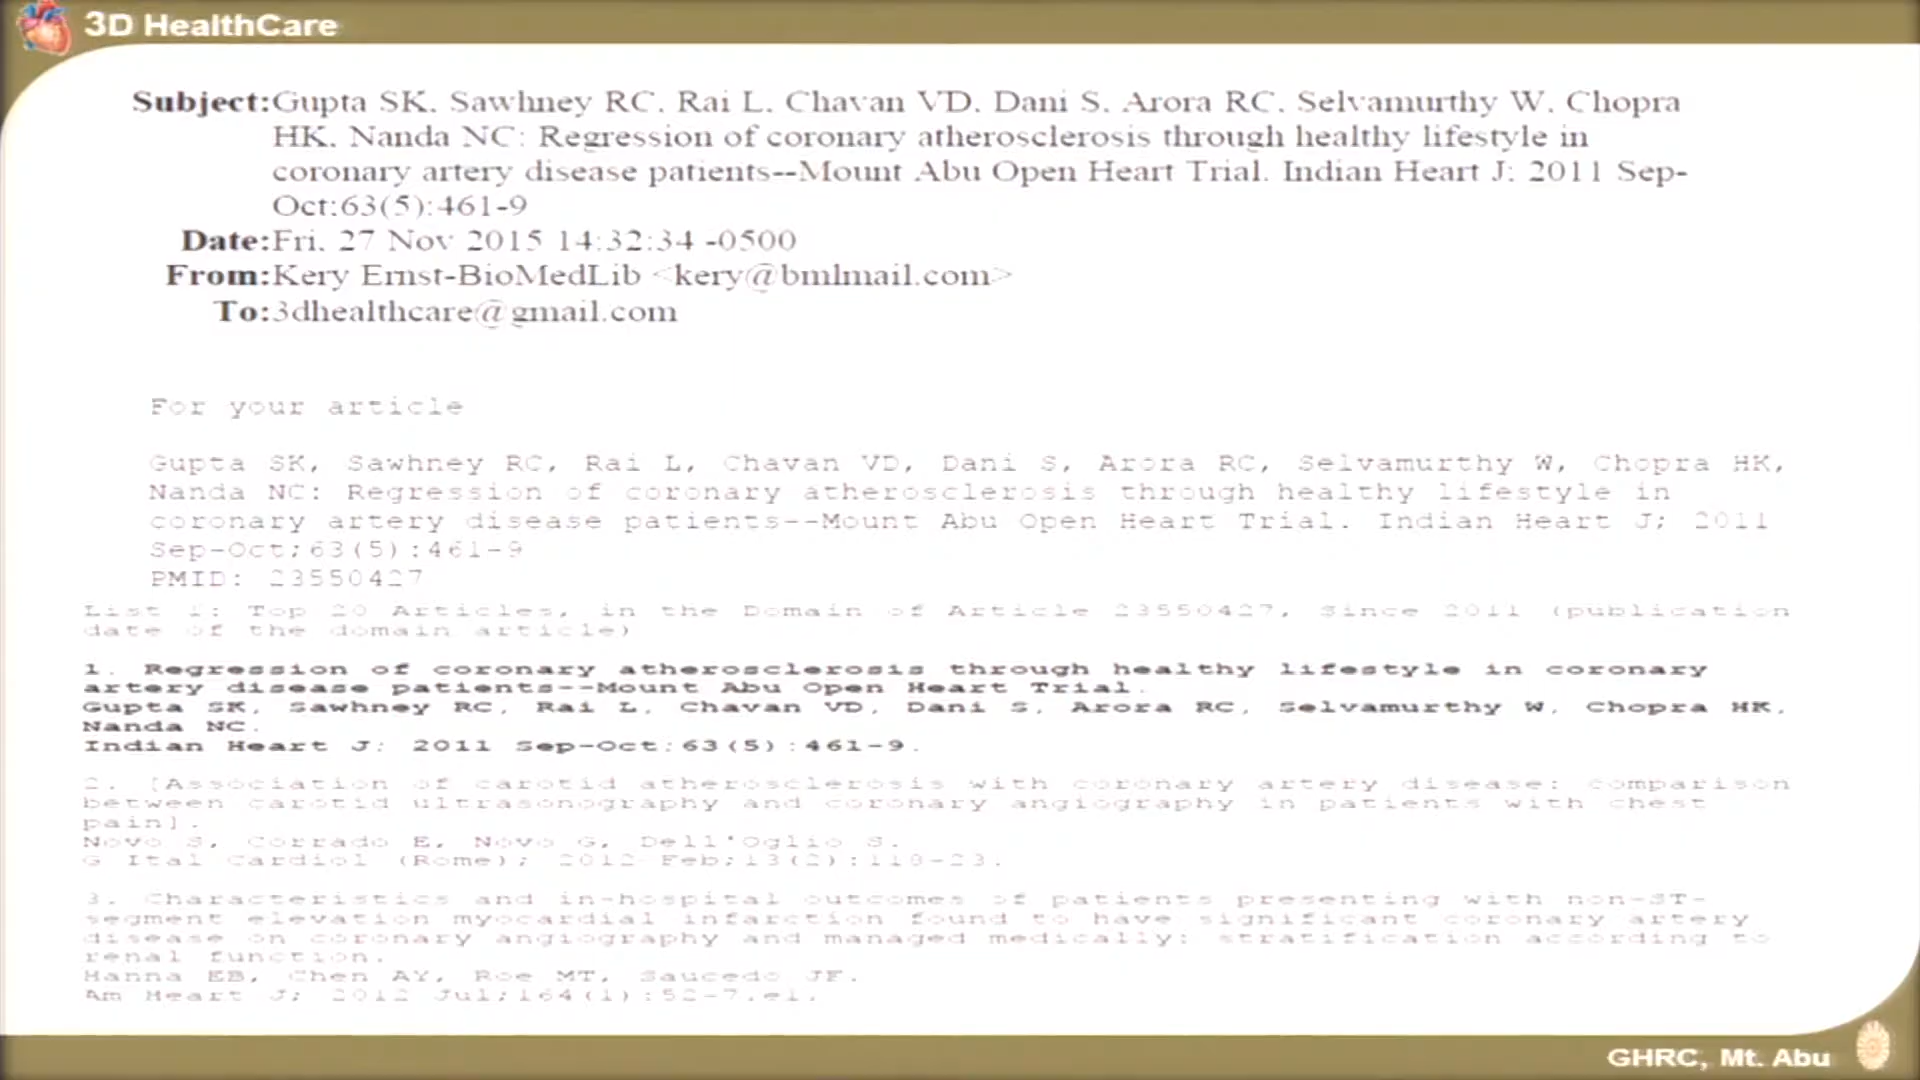 3D HealthCare
Subject:Gupta SK. Sawhney RC. Rai L. Chavan VD. Dani S. Arora RC. Selvamurthy W. Chopra
HK. Nanda NC: Regression of coronary atherosclerosis through healthy lifestyle in
coronary artery disease patients--Mount Abu Open Heart Trial. Indian Heart J: 2011 Sep-
Oct:63(5):461-9
Date:Fri. 27 Nov 2015 14:32:34 -0500
From:Kery Ernst-BioMedLib <kery@bmlmail.com>
To:3dhealthcare@gmail.com
For your article
Gupta SK, Sawhney RC, Rai L, Chavan VD, Dani S, Arora RC, Selvamurthy W, Chopra HK,
Nanda NC: Regression of coronary atherosclerosis through healthy lifestyle in
coronary artery disease patients--Mount Abu Open Heart Trial. Indian Heart J; 2011
Sep-Oct;63(5):461-9
PMID: 23550427
List 1: Top 20 Articles, in the Domain of Article 23550427, Since 2011 (publication
date of the domain article)
1. Regression of coronary atherosclerosis through healthy lifestyle in coronary
artery disease patients--Mount Abu Open Heart Trial.
Gupta SK, Sawhney RC, Rai L, Chavan VD, Dani S, Arora RC, Selvamurthy W, Chopra HK,
Nanda NC.
Indian Heart J; 2011 Sep-Oct;63(5):461-9.
2. [Association of carotid atherosclerosis with coronary artery disease: comparison
between carotid ultrasonography and coronary angiography in patients with chest
pain].
Novo S, Corrado E, Novo G, Dell'Oglio S.
G Ital Cardiol (Rome); 2012 Feb;13(2):118-23.
3. Characteristics and in-hospital outcomes of patients presenting with non-ST-
segment elevation myocardial infarction found to have significant coronary artery
disease on coronary angiography and managed medically: stratification according to
renal function.
Hanna EB, Chen AY, Roe MT, Saucedo JF.
Am Heart J; 2012 Jul;164(1):52-7.e1.
GHRC, Mt. Abu